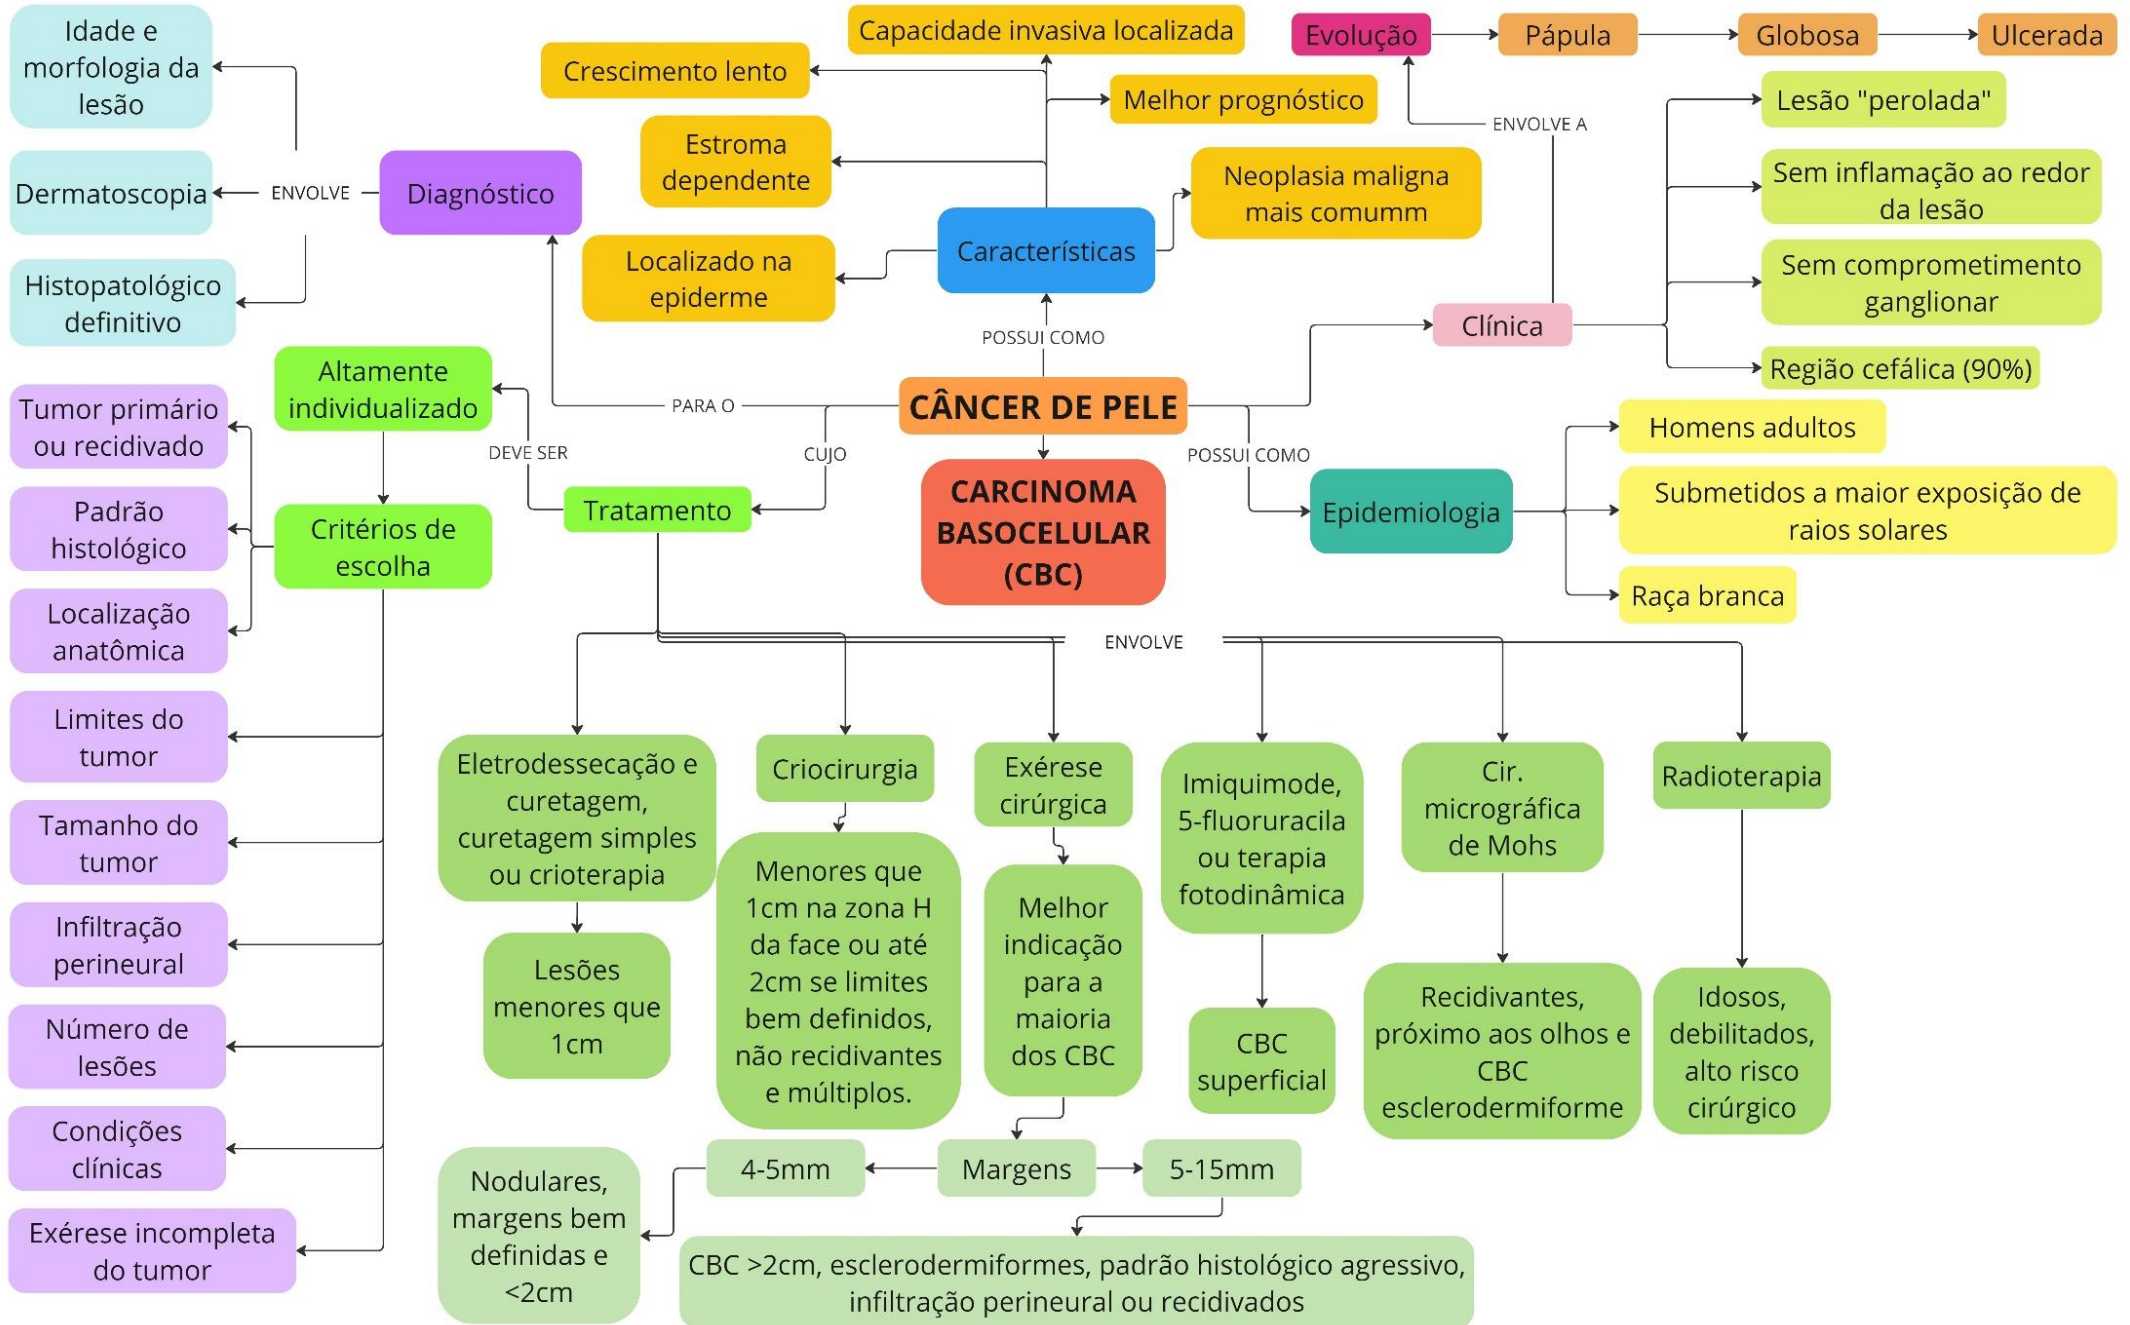 Idade e
morfologia da
lesão
Dermatoscopia
Histopatológico
definitivo
ENVOLVE
Diagnóstico
Crescimento lento
Capacidade invasiva localizada
Melhor prognóstico
Estroma
dependente
Neoplasia maligna
mais comumm
Localizado na
epiderme
Características
POSSUI COMO
Evolução
Pápula
Globosa
Ulcerada
ENVOLVE A
Lesão "perolada"
Sem inflamação ao redor
da lesão
Sem comprometimento
ganglionar
Região cefálica (90%)
Clínica
CÂNCER DE PELE
CARCINOMA
BASOCELULAR
(CBC)
PARA O
CUJO
POSSUI COMO
Epidemiologia
Homens adultos
Submetidos a maior exposição de
raios solares
Raça branca
Tratamento
DEVE SER
Altamente
individualizado
Critérios de
escolha
Tumor primário
ou recidivado
Padrão
histológico
Localização
anatômica
Limites do
tumor
Tamanho do
tumor
Infiltração
perineural
Número de
lesões
Condições
clínicas
Exérese incompleta
do tumor
ENVOLVE
Eletrodessecação e
curetagem,
curetagem simples
ou crioterapia
Lesões
menores que
1cm
Criocirurgia
Menores que
1cm na zona H
da face ou até
2cm se limites
bem definidos,
não recidivantes
e múltiplos.
Exérese
cirúrgica
Melhor
indicação
para a
maioria
dos CBC
Margens
4-5mm
Nodulares,
margens bem
definidas e
<2cm
5-15mm
CBC >2cm, esclerodermiformes, padrão histológico agressivo,
infiltração perineural ou recidivados
Imiquimode,
5-fluoruracila
ou terapia
fotodinâmica
CBC
superficial
Cir.
micrográfica
de Mohs
Recidivantes,
próximo aos olhos e
CBC
esclerodermiforme
Radioterapia
Idosos,
debilitados,
alto risco
cirúrgico